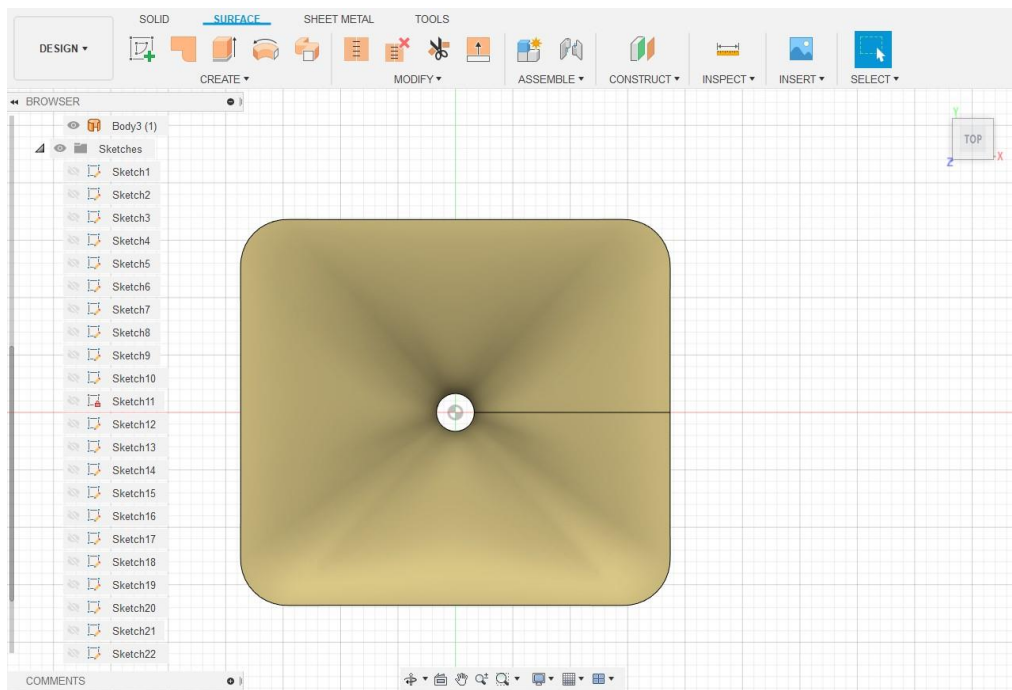 SOLID SURFACE SHEET METAL TOOLS
DESIGN
CREATE MODIFY ASSEMBLE CONSTRUCT INSPECT INSERT SELECT
BROWSER
Body3 (1)
Sketches
Sketch1
Sketch2
Sketch3
Sketch4
Sketch5
Sketch6
Sketch7
Sketch8
Sketch9
Sketch10
Sketch11
Sketch12
Sketch13
Sketch14
Sketch15
Sketch16
Sketch17
Sketch18
Sketch19
Sketch20
Sketch21
Sketch22
COMMENTS
Y
TOP
Z
X